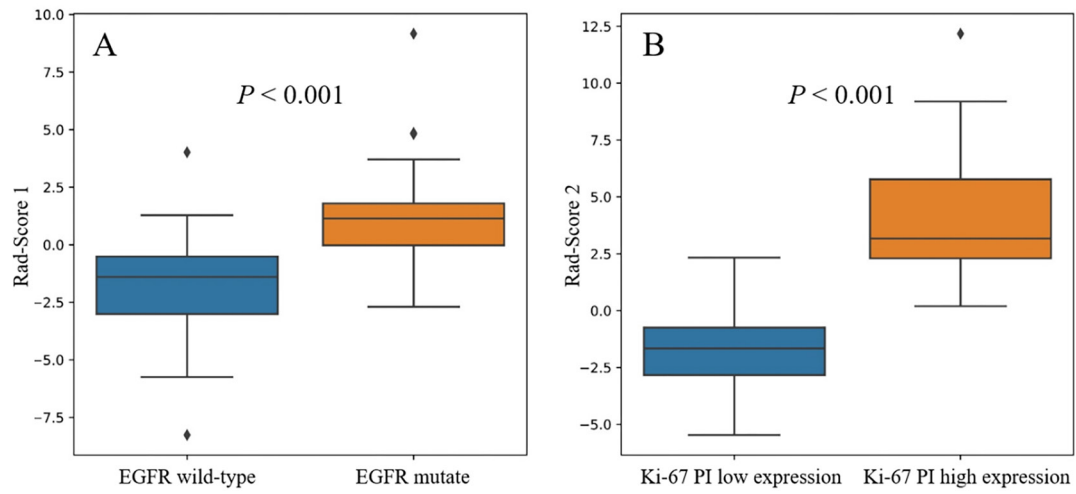 A
P < 0.001
Rad-Score 1
10.0
7.5
5.0
2.5
0.0
−2.5
−5.0
−7.5
EGFR wild-type
EGFR mutate
B
P < 0.001
Rad-Score 2
12.5
10.0
7.5
5.0
2.5
0.0
−2.5
−5.0
Ki-67 PI low expression
Ki-67 PI high expression